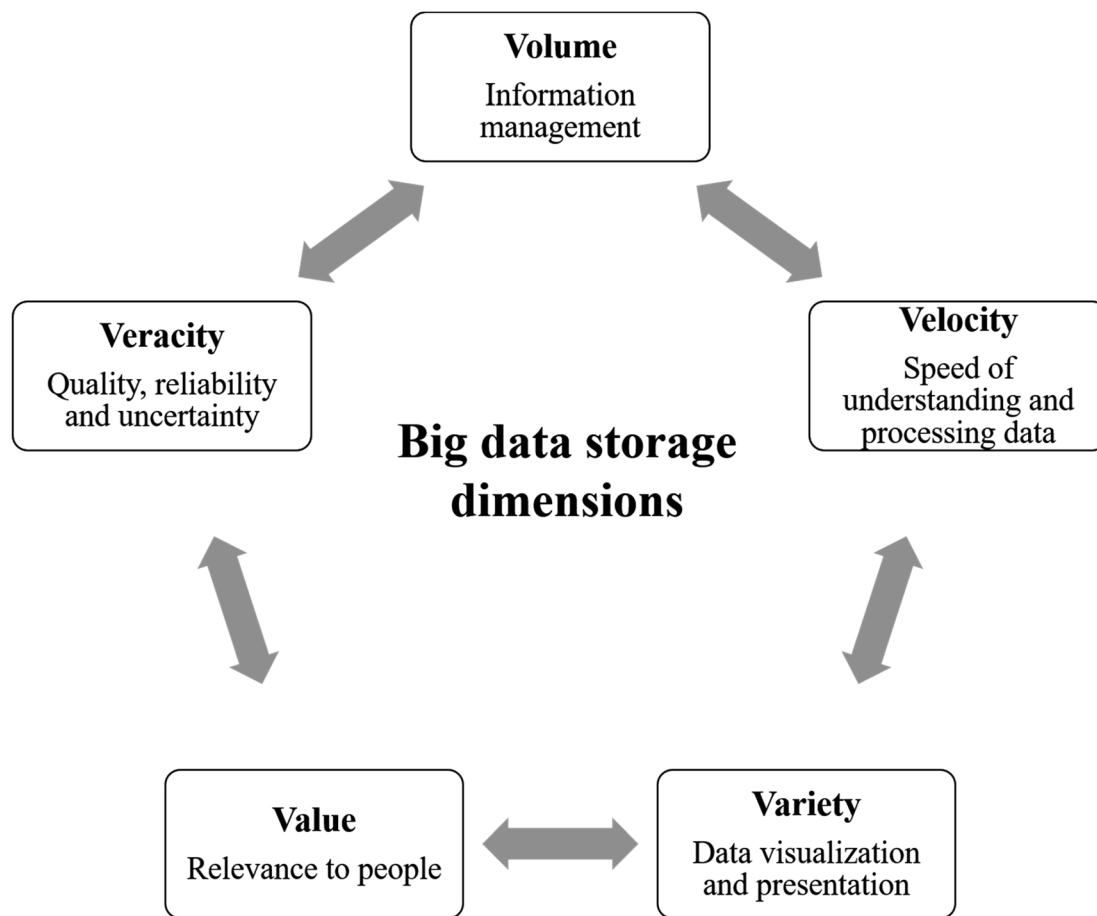 Volume
Information
management
Veracity
Quality, reliability
and uncertainty
Velocity
Speed of
understanding and
processing data
Big data storage
dimensions
Value
Relevance to people
Variety
Data visualization
and presentation